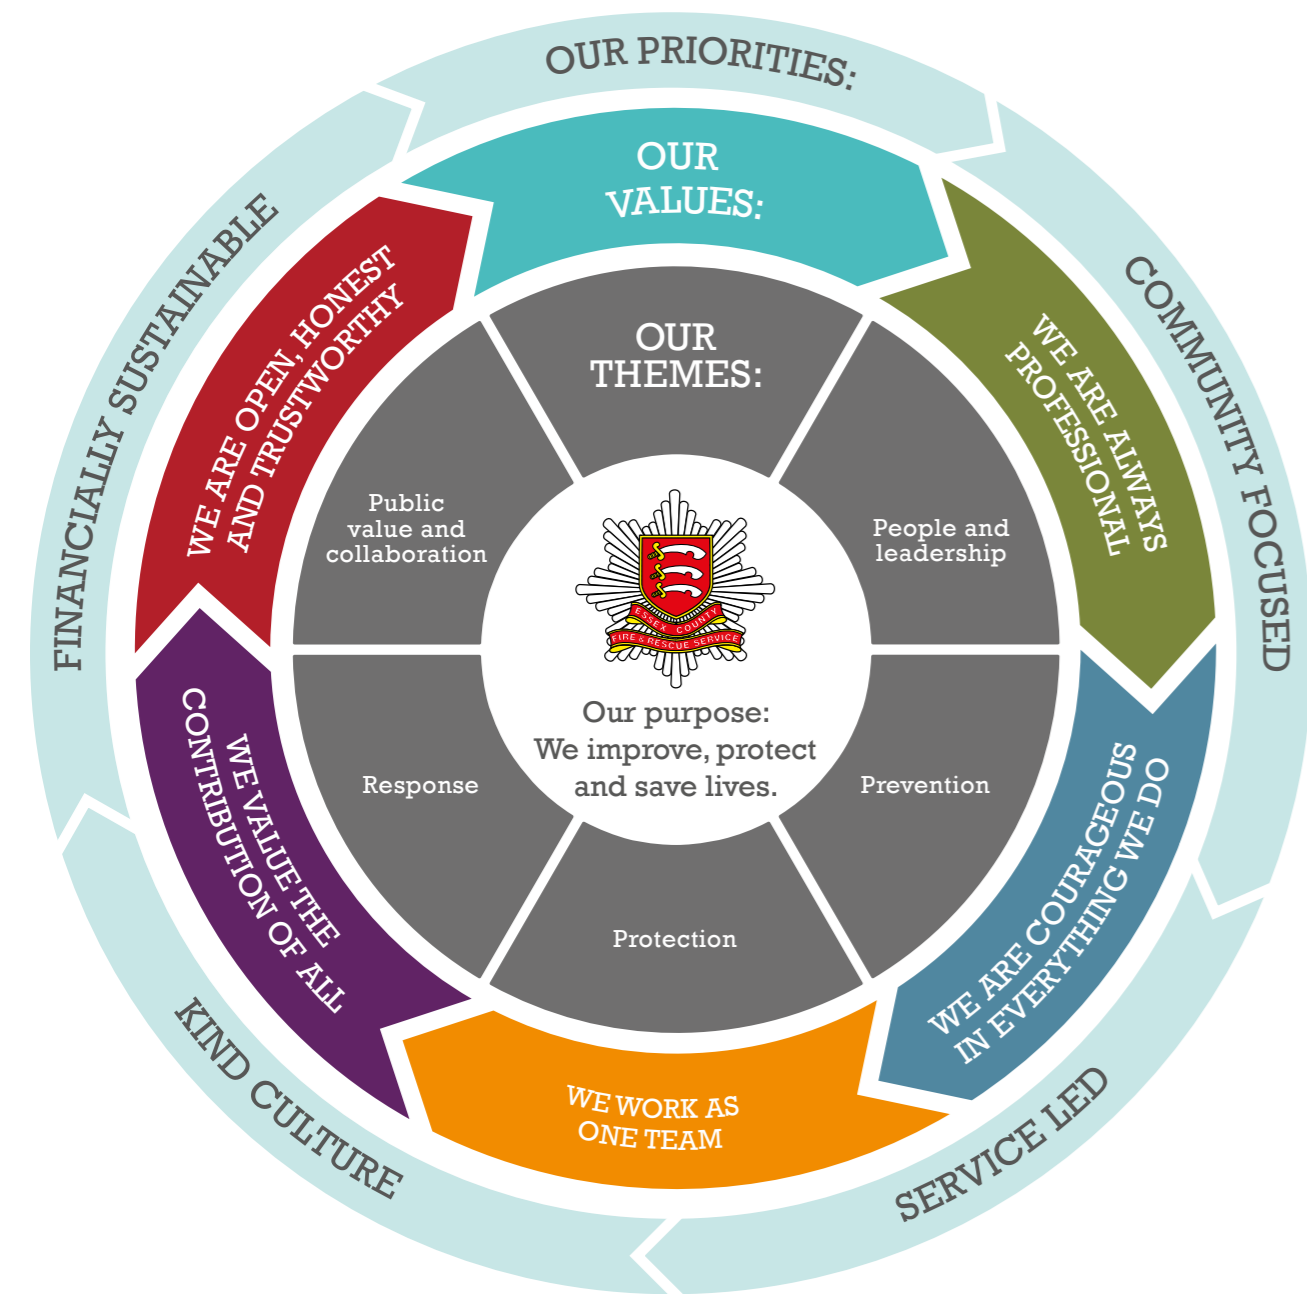 OUR PRIORITIES:
COMMUNITY FOCUSED
SERVICE LED
KIND CULTURE
FINANCIALLY SUSTAINABLE
OUR
VALUES:
WE ARE ALWAYS
PROFESSIONAL
WE ARE COURAGEOUS
IN EVERYTHING WE DO
WE WORK AS
ONE TEAM
WE VALUE THE
CONTRIBUTION OF ALL
WE ARE OPEN, HONEST
AND TRUSTWORTHY
OUR
THEMES:
People and
leadership
Prevention
Protection
Response
Public
value and
collaboration
ESSEX COUNTY
FIRE & RESCUE SERVICE
Our purpose:
We improve, protect
and save lives.